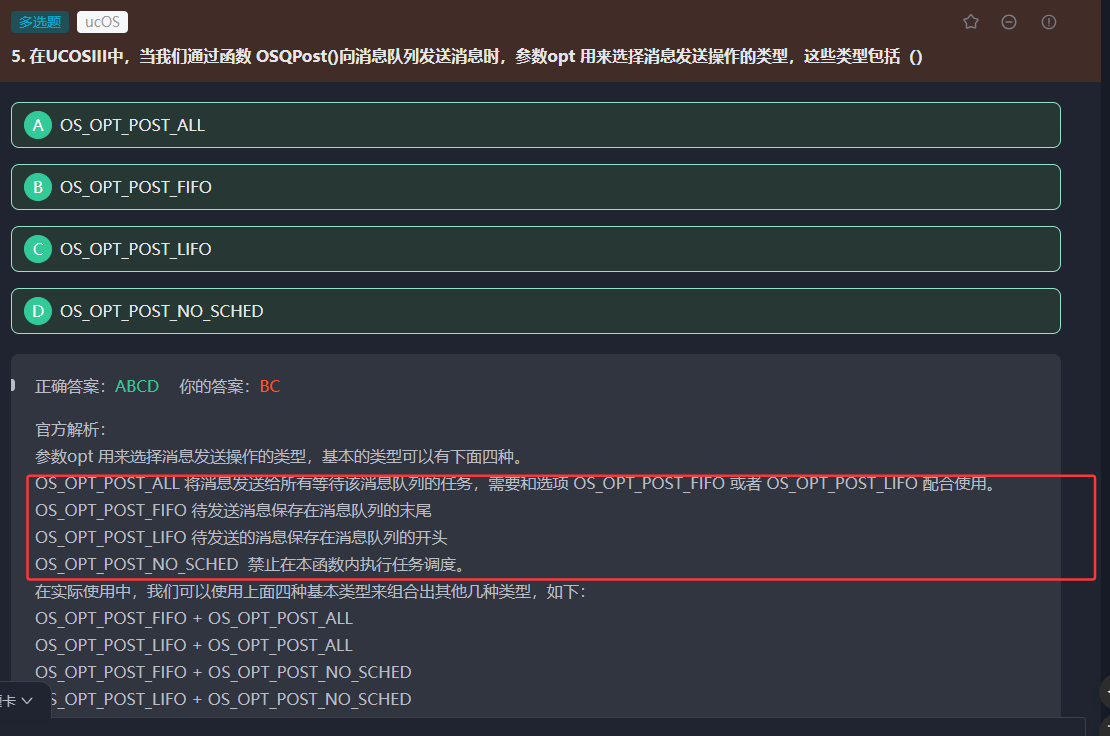 多选题 ucOS
5. 在UCOSIII中，当我们通过函数 OSQPost()向消息队列发送消息时，参数opt 用来选择消息发送操作的类型，这些类型包括 ()
A OS_OPT_POST_ALL
B OS_OPT_POST_FIFO
C OS_OPT_POST_LIFO
D OS_OPT_POST_NO_SCHED
正确答案：ABCD 你的答案：BC
官方解析：
参数opt 用来选择消息发送操作的类型，基本的类型可以有下面四种。
OS_OPT_POST_ALL 将消息发送给所有等待该消息队列的任务，需要和选项 OS_OPT_POST_FIFO 或者 OS_OPT_POST_LIFO 配合使用。
OS_OPT_POST_FIFO 待发送消息保存在消息队列的末尾
OS_OPT_POST_LIFO 待发送的消息保存在消息队列的开头
OS_OPT_POST_NO_SCHED 禁止在本函数内执行任务调度。
在实际使用中，我们可以使用上面四种基本类型来组合出其他几种类型，如下：
OS_OPT_POST_FIFO + OS_OPT_POST_ALL
OS_OPT_POST_LIFO + OS_OPT_POST_ALL
OS_OPT_POST_FIFO + OS_OPT_POST_NO_SCHED
卡 S_OPT_POST_LIFO + OS_OPT_POST_NO_SCHED